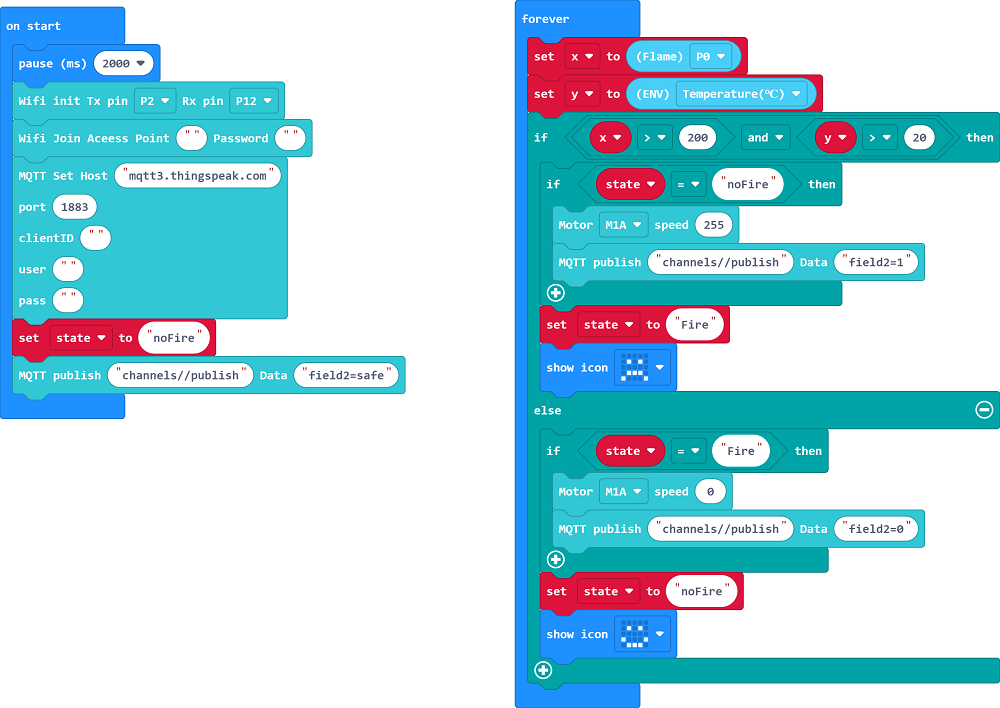 on start
pause (ms) 2000
Wifi init Tx pin P2 Rx pin P12
Wifi Join Aceess Point "" Password ""
MQTT Set Host "mqtt3.thingspeak.com"
port 1883
clientID ""
user ""
pass ""
set state to "noFire"
MQTT publish "channels//publish" Data "field2=safe"
forever
set x to (Flame) P0
set y to (ENV) Temperature(℃)
if x > 200 and y > 20 then
if state = "noFire" then
Motor M1A speed 255
MQTT publish "channels//publish" Data "field2=1"
set state to "Fire"
show icon
else
if state = "Fire" then
Motor M1A speed 0
MQTT publish "channels//publish" Data "field2=0"
set state to "noFire"
show icon